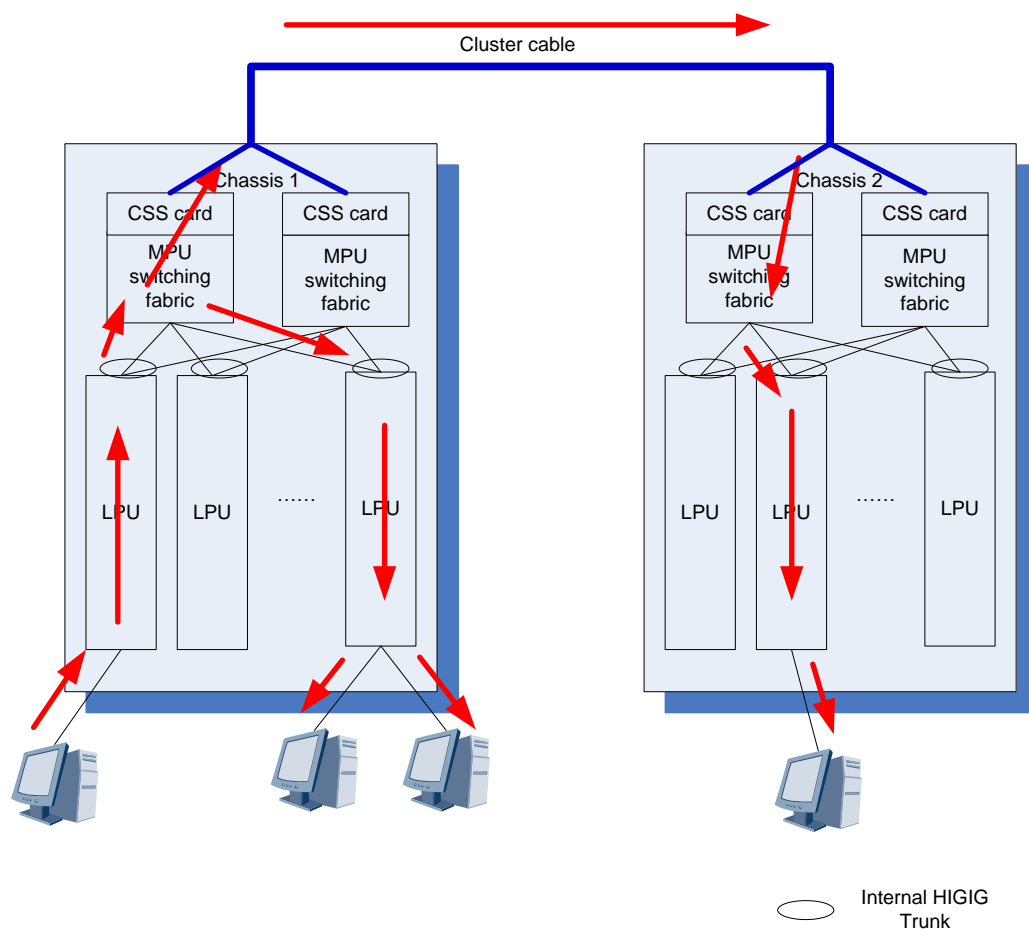 Cluster cable
Chassis 1
Chassis 2
CSS card
CSS card
CSS card
CSS card
MPU
switching
fabric
MPU
switching
fabric
MPU
switching
fabric
MPU
switching
fabric
LPU
LPU
......
LPU
LPU
LPU
......
LPU
Internal HIGIG
Trunk